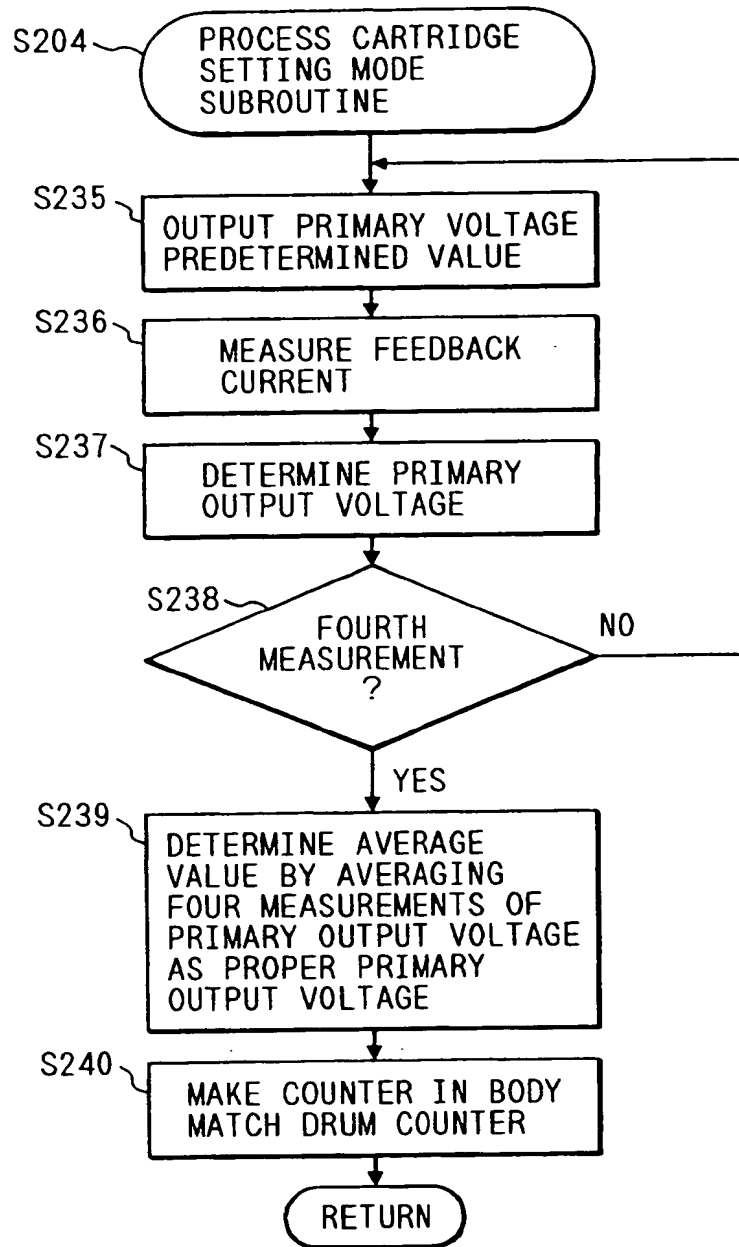 S204
PROCESS CARTRIDGE
SETTING MODE
SUBROUTINE
S235
OUTPUT PRIMARY VOLTAGE
PREDETERMINED VALUE
S236
MEASURE FEEDBACK
CURRENT
S237
DETERMINE PRIMARY
OUTPUT VOLTAGE
S238
FOURTH
MEASUREMENT
?
NO
YES
S239
DETERMINE AVERAGE
VALUE BY AVERAGING
FOUR MEASUREMENTS OF
PRIMARY OUTPUT VOLTAGE
AS PROPER PRIMARY
OUTPUT VOLTAGE
S240
MAKE COUNTER IN BODY
MATCH DRUM COUNTER
RETURN